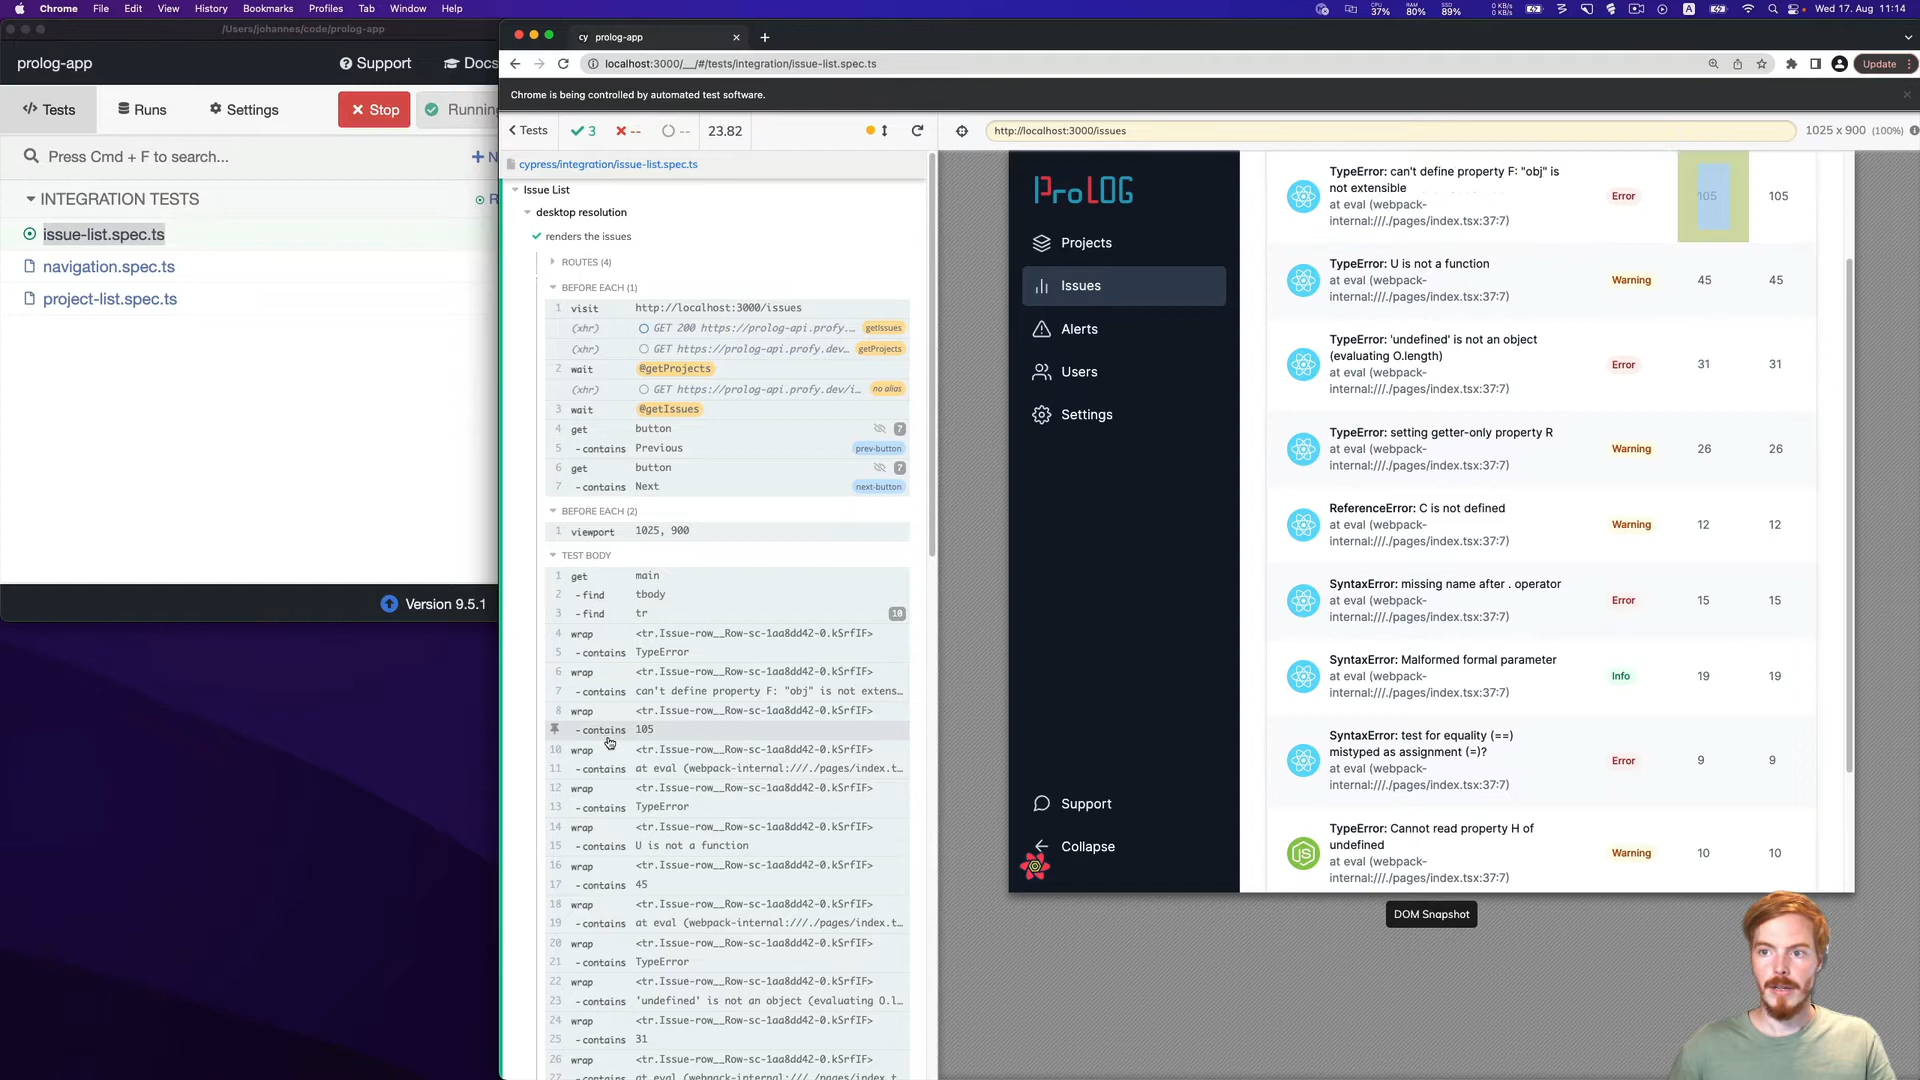 Chrome File Edit View History Bookmarks Profiles Tab Window Help
CPU 37% RAM 80% SSD 89% 0 KB/s 0 KB/s A Wed 17. Aug 11:14
/Users/johannes/code/prolog-app
prolog-app
Support
Docs
Tests
Runs
Settings
Stop
Running
Press Cmd + F to search...
+ N
INTEGRATION TESTS
issue-list.spec.ts
navigation.spec.ts
project-list.spec.ts
Version 9.5.1
cy prolog-app
localhost:3000/__/#/tests/integration/issue-list.spec.ts
Update
Chrome is being controlled by automated test software.
Tests 3 -- -- 23.82
http://localhost:3000/issues
1025 x 900 (100%)
cypress/integration/issue-list.spec.ts
Issue List
desktop resolution
renders the issues
ROUTES (4)
BEFORE EACH (1)
1 visit http://localhost:3000/issues
(xhr) GET 200 https://prolog-api.profy.… getIssues
(xhr) GET https://prolog-api.profy.dev… getProjects
2 wait @getProjects
(xhr) GET https://prolog-api.profy.dev/i… no alias
3 wait @getIssues
4 get button 7
5 -contains Previous prev-button
6 get button 7
7 -contains Next next-button
BEFORE EACH (2)
1 viewport 1025, 900
TEST BODY
1 get main
2 -find tbody
3 -find tr 10
4 wrap <tr.Issue-row__Row-sc-1aa8dd42-0.kSrfIF>
5 -contains TypeError
6 wrap <tr.Issue-row__Row-sc-1aa8dd42-0.kSrfIF>
7 -contains can't define property F: "obj" is not extens…
8 wrap <tr.Issue-row__Row-sc-1aa8dd42-0.kSrfIF>
-contains 105
10 wrap <tr.Issue-row__Row-sc-1aa8dd42-0.kSrfIF>
11 -contains at eval (webpack-internal:///./pages/index.t…
12 wrap <tr.Issue-row__Row-sc-1aa8dd42-0.kSrfIF>
13 -contains TypeError
14 wrap <tr.Issue-row__Row-sc-1aa8dd42-0.kSrfIF>
15 -contains U is not a function
16 wrap <tr.Issue-row__Row-sc-1aa8dd42-0.kSrfIF>
17 -contains 45
18 wrap <tr.Issue-row__Row-sc-1aa8dd42-0.kSrfIF>
19 -contains at eval (webpack-internal:///./pages/index.t…
20 wrap <tr.Issue-row__Row-sc-1aa8dd42-0.kSrfIF>
21 -contains TypeError
22 wrap <tr.Issue-row__Row-sc-1aa8dd42-0.kSrfIF>
23 -contains 'undefined' is not an object (evaluating O.l…
24 wrap <tr.Issue-row__Row-sc-1aa8dd42-0.kSrfIF>
25 -contains 31
26 wrap <tr.Issue-row__Row-sc-1aa8dd42-0.kSrfIF>
27 -contains at eval (webpack-internal:///./pages/index.t…
ProLOG
Projects
Issues
Alerts
Users
Settings
Support
Collapse
TypeError: can't define property F: "obj" is
not extensible
at eval (webpack-
internal:///./pages/index.tsx:37:7)
Error 105 105
TypeError: U is not a function
at eval (webpack-
internal:///./pages/index.tsx:37:7)
Warning 45 45
TypeError: 'undefined' is not an object
(evaluating O.length)
at eval (webpack-
internal:///./pages/index.tsx:37:7)
Error 31 31
TypeError: setting getter-only property R
at eval (webpack-
internal:///./pages/index.tsx:37:7)
Warning 26 26
ReferenceError: C is not defined
at eval (webpack-
internal:///./pages/index.tsx:37:7)
Warning 12 12
SyntaxError: missing name after . operator
at eval (webpack-
internal:///./pages/index.tsx:37:7)
Error 15 15
SyntaxError: Malformed formal parameter
at eval (webpack-
internal:///./pages/index.tsx:37:7)
Info 19 19
SyntaxError: test for equality (==)
mistyped as assignment (=)?
at eval (webpack-
internal:///./pages/index.tsx:37:7)
Error 9 9
JS
TypeError: Cannot read property H of
undefined
at eval (webpack-
internal:///./pages/index.tsx:37:7)
Warning 10 10
DOM Snapshot